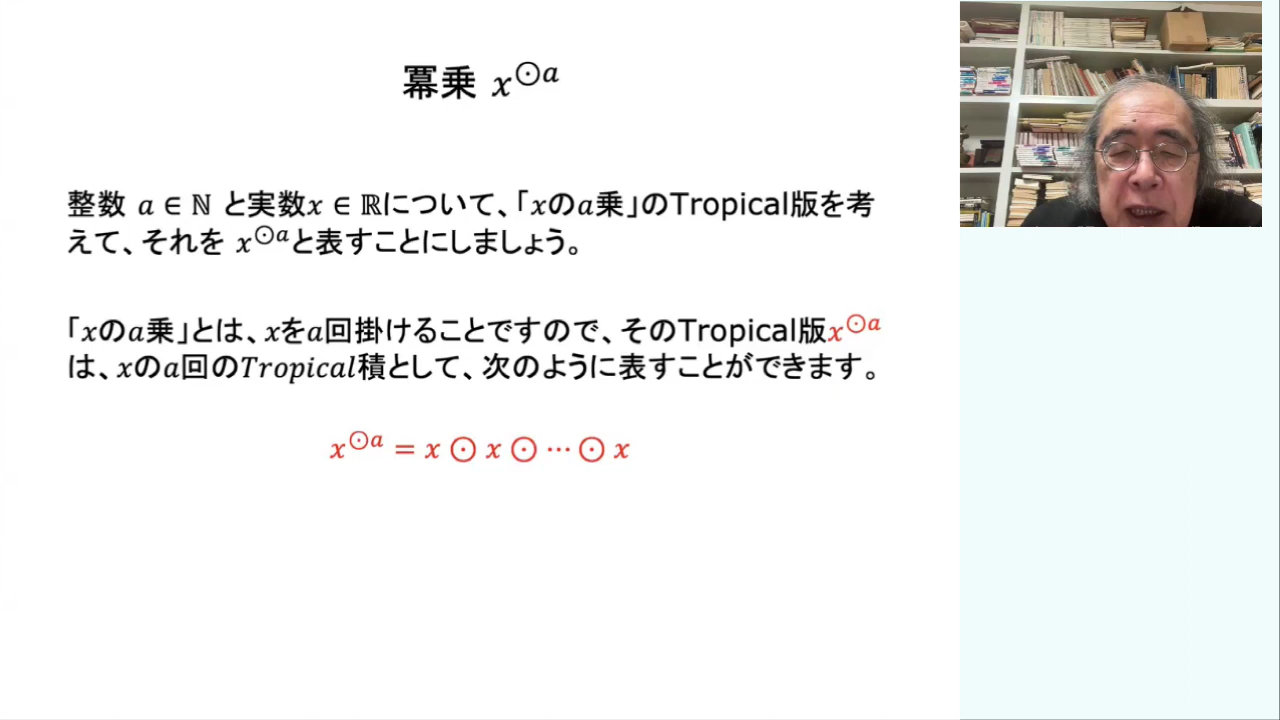 冪乗 x^⊙a
整数 a ∈ ℕ と実数x ∈ ℝについて、「xのa乗」のTropical版を考
えて、それを x^⊙aと表すことにしましょう。
「xのa乗」とは、xをa回掛けることですので、そのTropical版x^⊙a
は、xのa回のTropical積として、次のように表すことができます。
x^⊙a = x ⊙ x ⊙ ⋯ ⊙ x